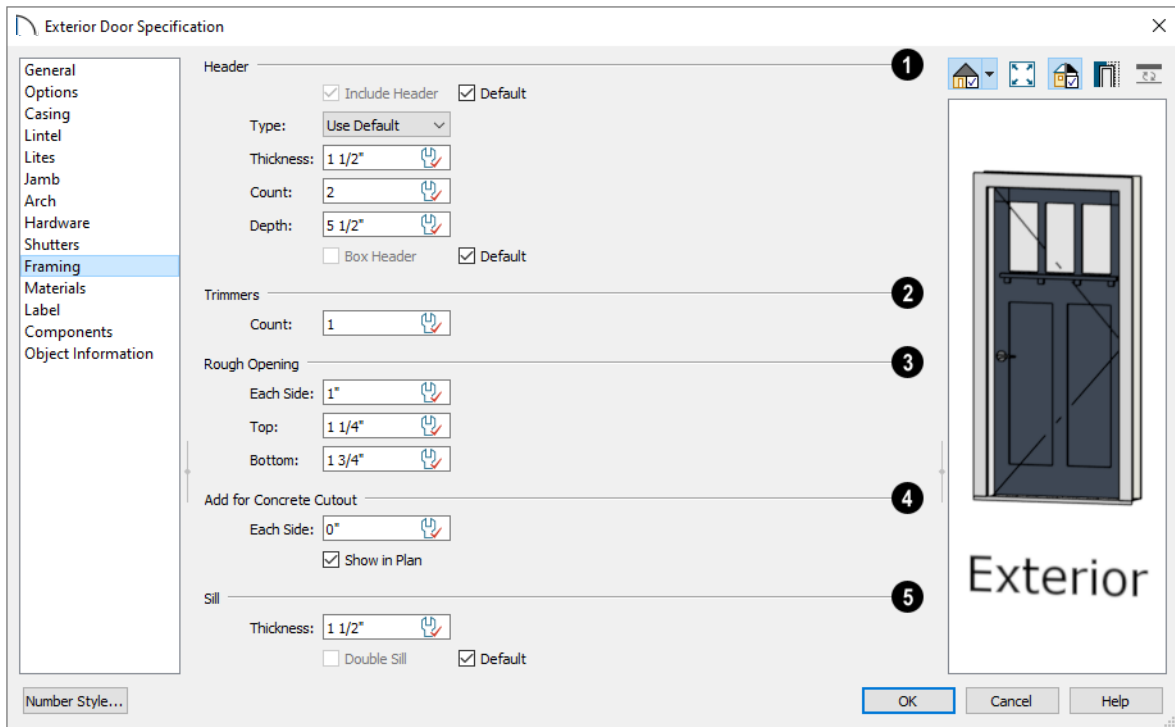 Exterior Door Specification
General
Options
Casing
Lintel
Lites
Jamb
Arch
Hardware
Shutters
Framing
Materials
Label
Components
Object Information
Header 1
Include Header Default
Type: Use Default
Thickness: 1 1/2"
Count: 2
Depth: 5 1/2"
Box Header Default
Trimmers 2
Count: 1
Rough Opening 3
Each Side: 1"
Top: 1 1/4"
Bottom: 1 3/4"
Add for Concrete Cutout 4
Each Side: 0"
Show in Plan
Sill 5
Thickness: 1 1/2"
Double Sill Default
Exterior
Number Style... OK Cancel Help